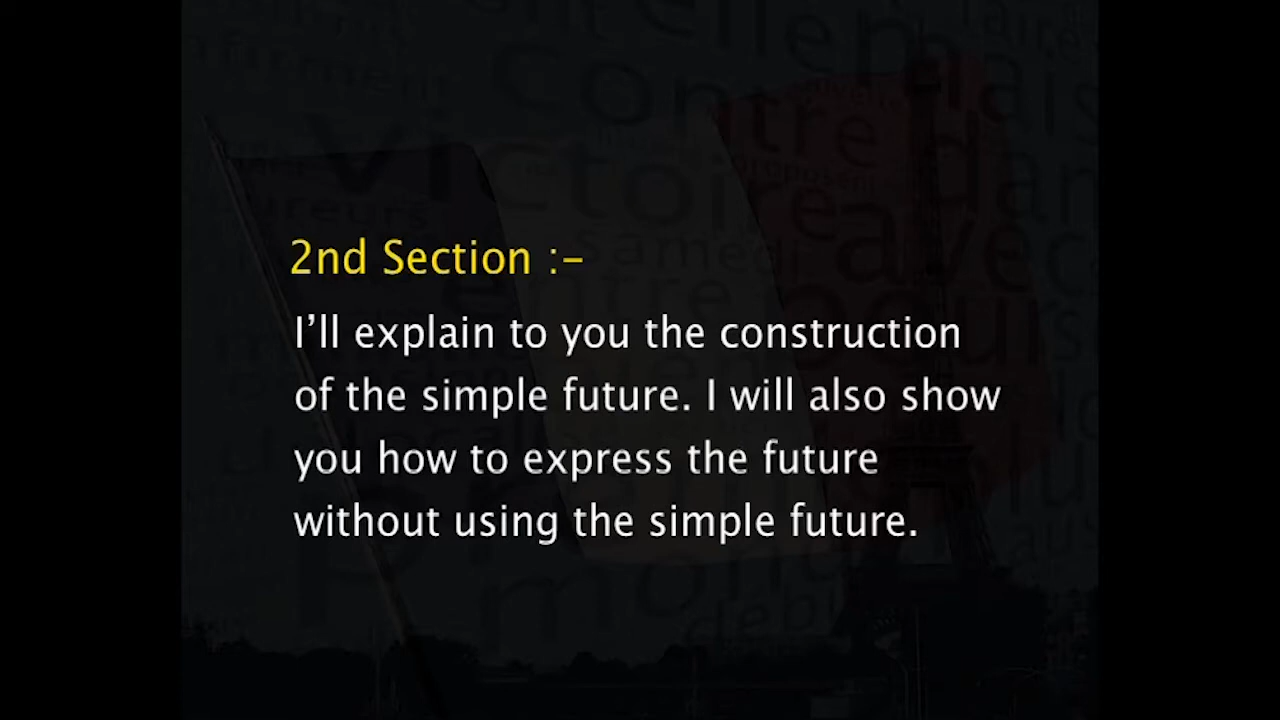 2nd Section :-
I'll explain to you the construction
of the simple future. I will also show
you how to express the future
without using the simple future.